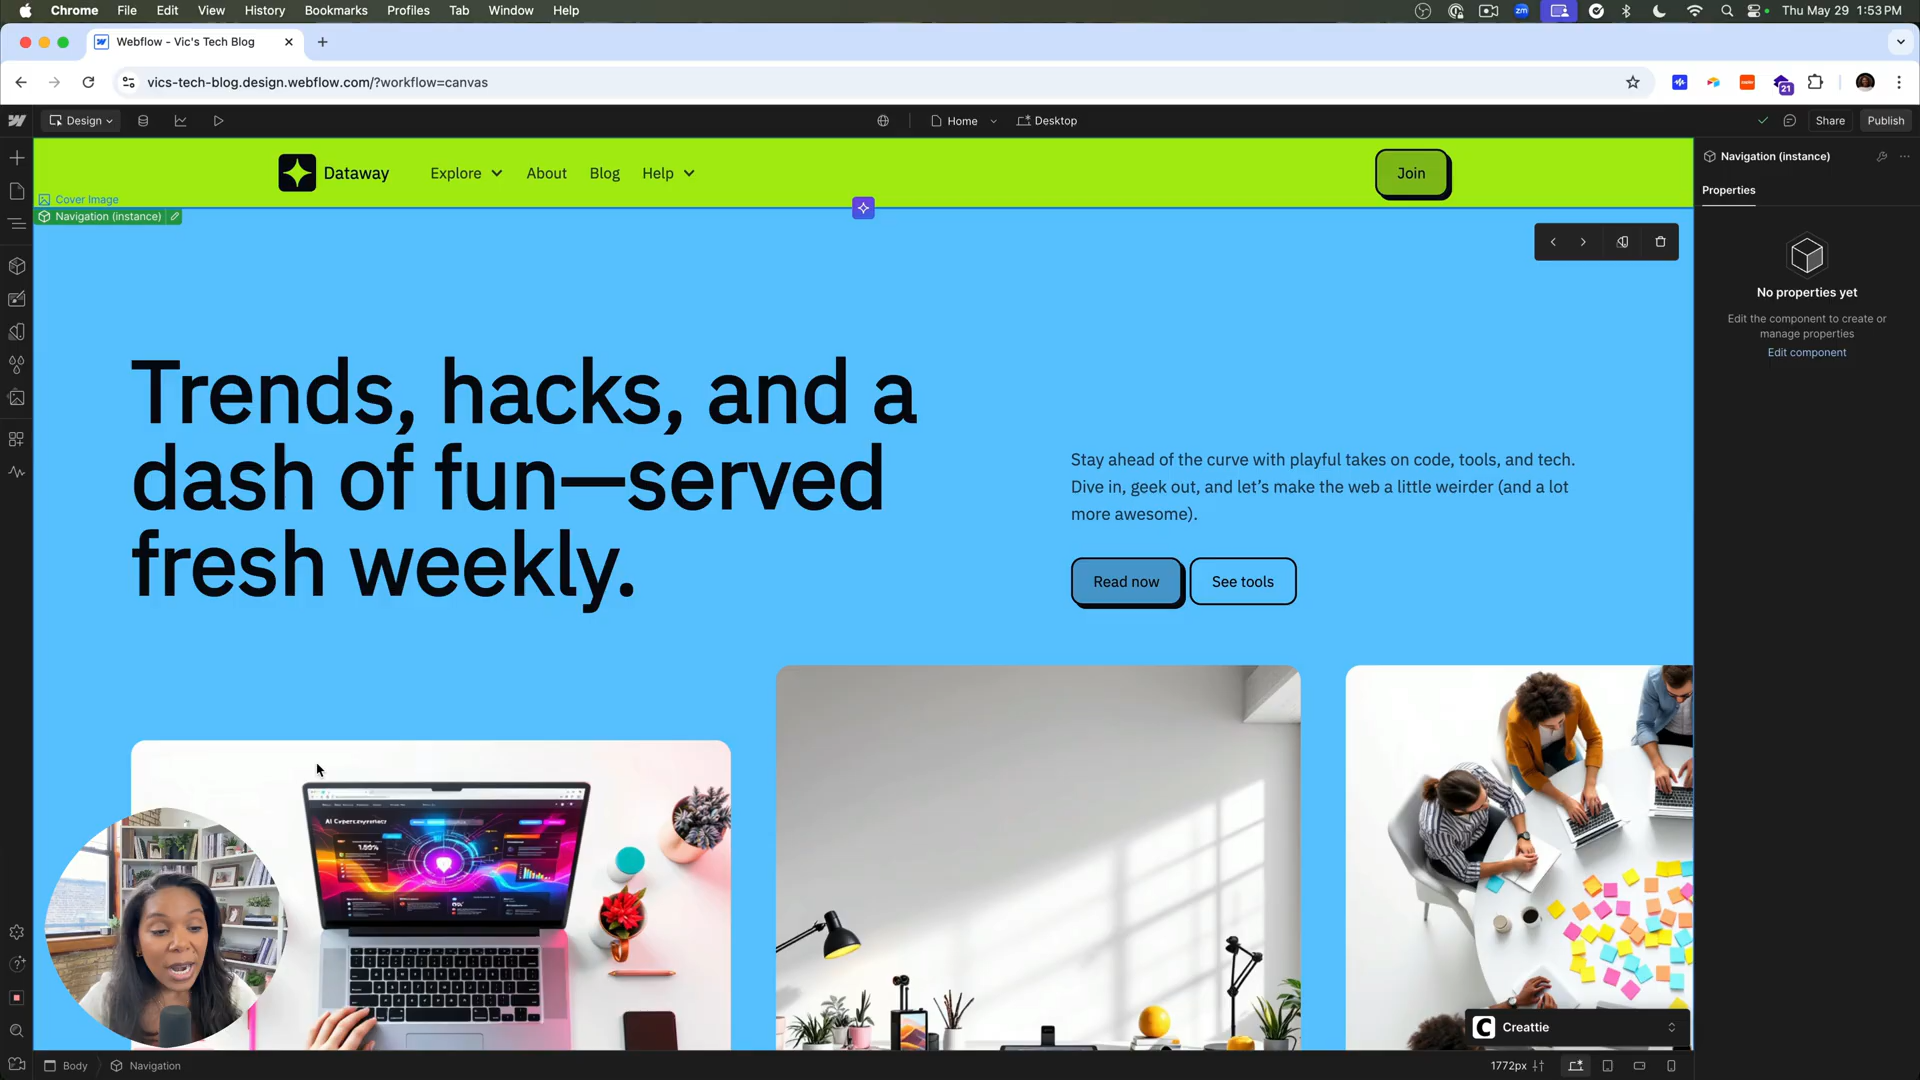 Chrome File Edit View History Bookmarks Profiles Tab Window Help
zm
Thu May 29 1:53 PM
Webflow - Vic's Tech Blog
vics-tech-blog.design.webflow.com/?workflow=canvas
21
Design
Home
Desktop
Share
Publish
Dataway
Explore
About
Blog
Help
Join
Cover Image
Navigation (instance)
Navigation (instance)
Properties
No properties yet
Edit the component to create or
manage properties
Edit component
Trends, hacks, and a
dash of fun—served
fresh weekly.
Stay ahead of the curve with playful takes on code, tools, and tech.
Dive in, geek out, and let’s make the web a little weirder (and a lot
more awesome).
Read now
See tools
Creattie
Body
Navigation
1772px